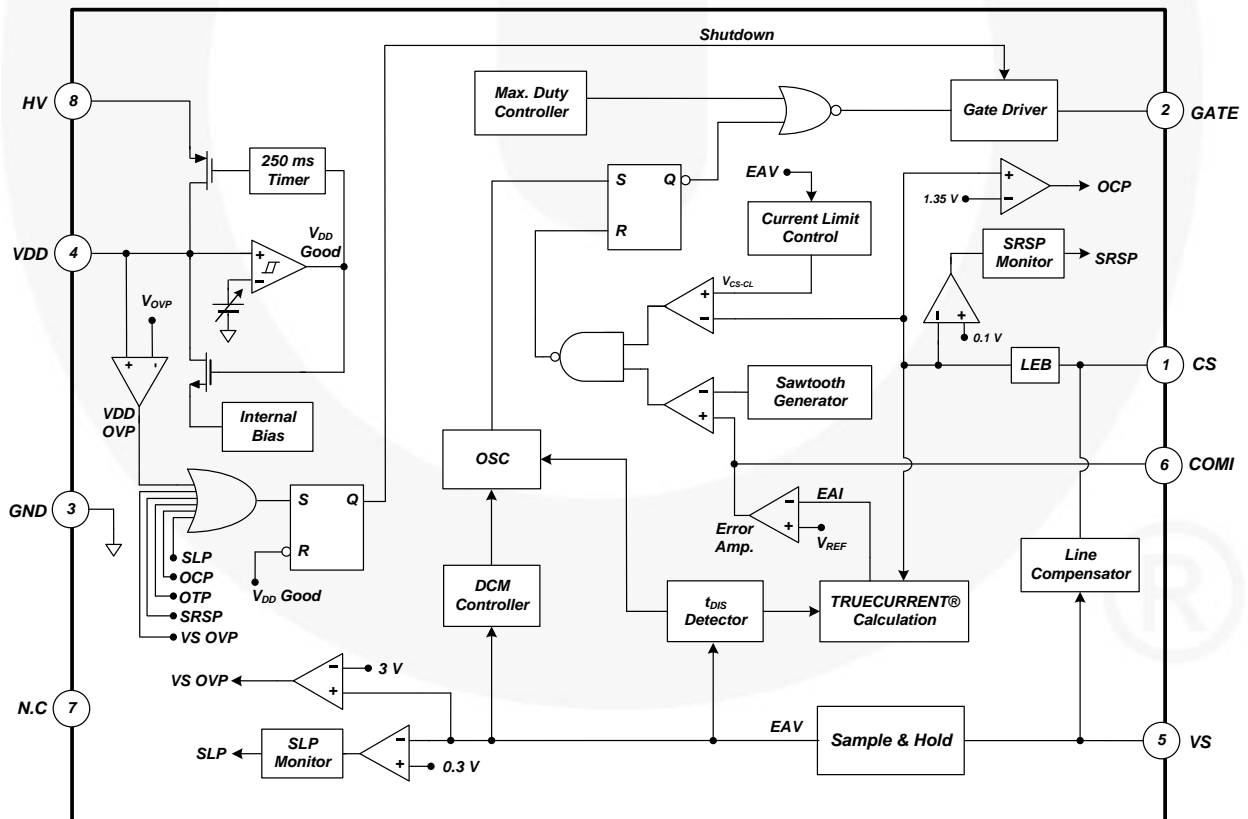 Shutdown
HV
8
Max. Duty
Controller
Gate Driver
2
GATE
250 ms
Timer
S
Q
R
EAV
Current Limit
Control
+
−
1.35 V
OCP
VDD
4
VDD
Good
+
−
SRSP
Monitor
SRSP
VOVP
+
-
VDD
OVP
VCS-CL
+
−
−
+
0.1 V
LEB
1
CS
Internal
Bias
−
+
Sawtooth
Generator
OSC
6
COMI
GND
3
S
Q
R
VDD Good
SLP
OCP
OTP
SRSP
VS OVP
Error
Amp.
−
+
EAI
VREF
Line
Compensator
DCM
Controller
tDIS
Detector
TRUECURRENT®
Calculation
®
VS OVP
−
+
3 V
N.C
7
SLP
SLP
Monitor
−
+
0.3 V
EAV
Sample & Hold
5
VS